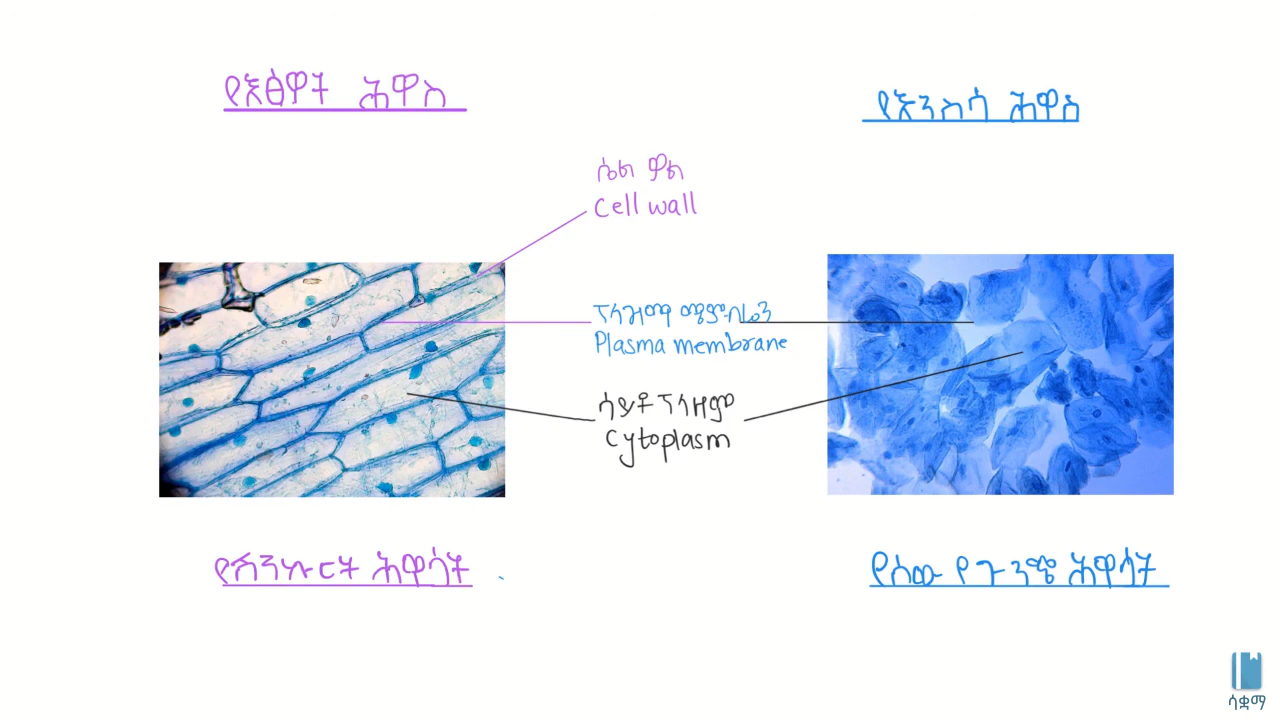 የእፅዋት ሕዋስ
የእንስሳ ሕዋስ
ሴል ዎል
Cell wall
ፕላዝማ ሜምብሬን
Plasma membrane
ሳይቶፕላዝም
Cytoplasm
የሽንኩርት ሕዋሳት
የሰው የጉንጭ ሕዋሳት
ሳቋማ